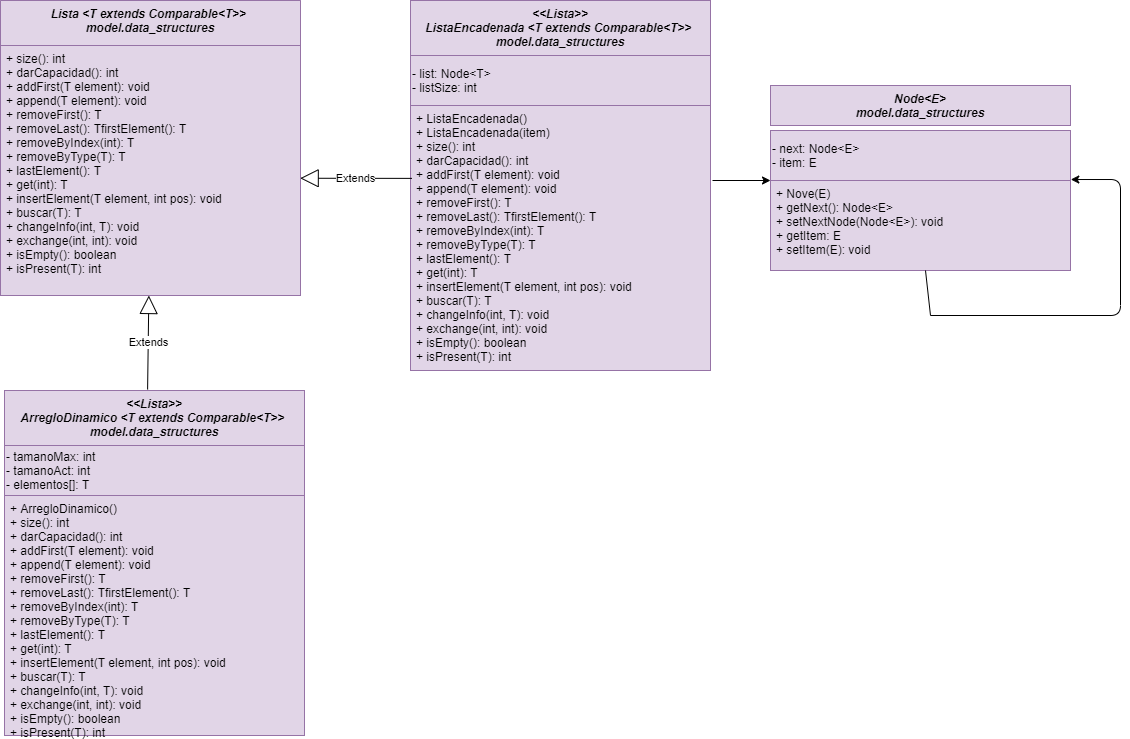 Lista <T extends Comparable<T>>
model.data_structures
+ size(): int
+ darCapacidad(): int
+ addFirst(T element): void
+ append(T element): void
+ removeFirst(): T
+ removeLast(): TfirstElement(): T
+ removeByIndex(int): T
+ removeByType(T): T
+ lastElement(): T
+ get(int): T
+ insertElement(T element, int pos): void
+ buscar(T): T
+ changeInfo(int, T): void
+ exchange(int, int): void
+ isEmpty(): boolean
+ isPresent(T): int
Extends
<<Lista>>
ListaEncadenada <T extends Comparable<T>>
model.data_structures
- list: Node<T>
- listSize: int
+ ListaEncadenada()
+ ListaEncadenada(item)
+ size(): int
+ darCapacidad(): int
+ addFirst(T element): void
+ append(T element): void
+ removeFirst(): T
+ removeLast(): TfirstElement(): T
+ removeByIndex(int): T
+ removeByType(T): T
+ lastElement(): T
+ get(int): T
+ insertElement(T element, int pos): void
+ buscar(T): T
+ changeInfo(int, T): void
+ exchange(int, int): void
+ isEmpty(): boolean
+ isPresent(T): int
Node<E>
model.data_structures
- next: Node<E>
- item: E
+ Nove(E)
+ getNext(): Node<E>
+ setNextNode(Node<E>): void
+ getItem: E
+ setItem(E): void
Extends
<<Lista>>
ArregloDinamico <T extends Comparable<T>>
model.data_structures
- tamanoMax: int
- tamanoAct: int
- elementos[]: T
+ ArregloDinamico()
+ size(): int
+ darCapacidad(): int
+ addFirst(T element): void
+ append(T element): void
+ removeFirst(): T
+ removeLast(): TfirstElement(): T
+ removeByIndex(int): T
+ removeByType(T): T
+ lastElement(): T
+ get(int): T
+ insertElement(T element, int pos): void
+ buscar(T): T
+ changeInfo(int, T): void
+ exchange(int, int): void
+ isEmpty(): boolean
+ isPresent(T): int